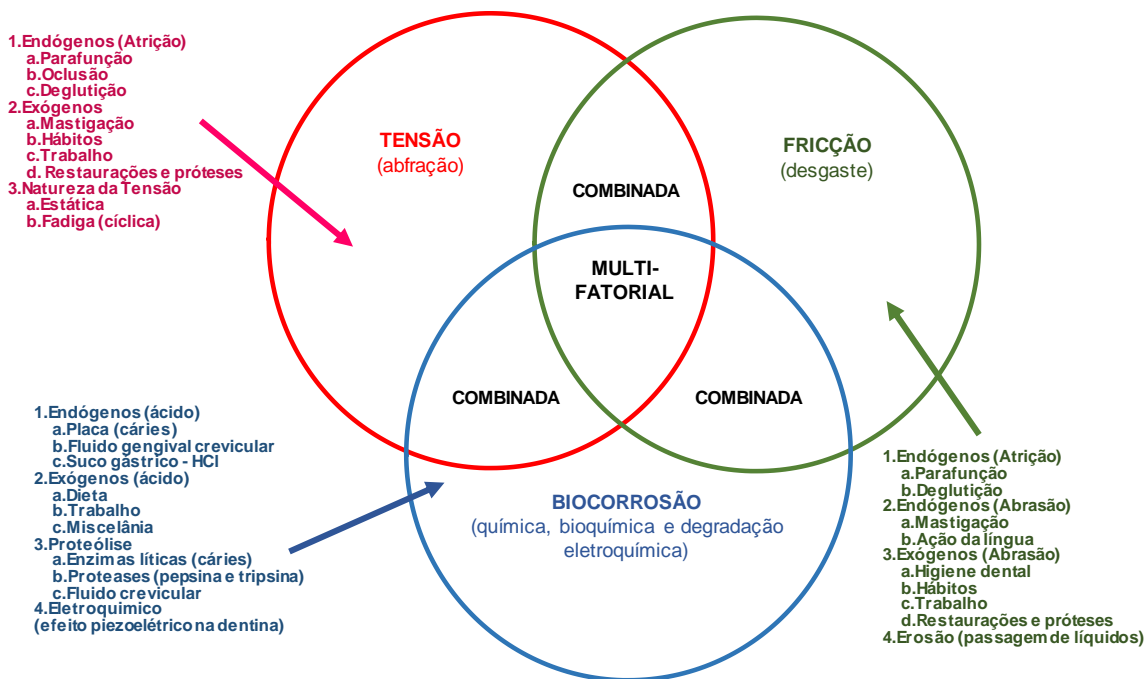 1.Endógenos (Atrição)
a.Parafunção
b.Oclusão
c.Deglutição
2.Exógenos
a.Mastigação
b.Hábitos
c.Trabalho
d. Restaurações e próteses
3.Natureza da Tensão
a.Estática
b.Fadiga (cíclica)
TENSÃO
(abfração)
FRICÇÃO
(desgaste)
COMBINADA
MULTI-
FATORIAL
COMBINADA
COMBINADA
BIOCORROSÃO
(química, bioquímica e degradação
eletroquímica)
1.Endógenos (ácido)
a.Placa (cáries)
b.Fluido gengival crevicular
c.Suco gástrico - HCl
2.Exógenos (ácido)
a.Dieta
b.Trabalho
c.Miscelânia
3.Proteólise
a.Enzimas líticas (cáries)
b.Proteases (pepsina e tripsina)
c.Fluido crevicular
4.Eletroquimico
(efeito piezoelétrico na dentina)
1.Endógenos (Atrição)
a.Parafunção
b.Deglutição
2.Endógenos (Abrasão)
a.Mastigação
b.Ação da língua
3.Exógenos (Abrasão)
a.Higiene dental
b.Hábitos
c.Trabalho
d.Restaurações e próteses
4.Erosão (passagem de líquidos)